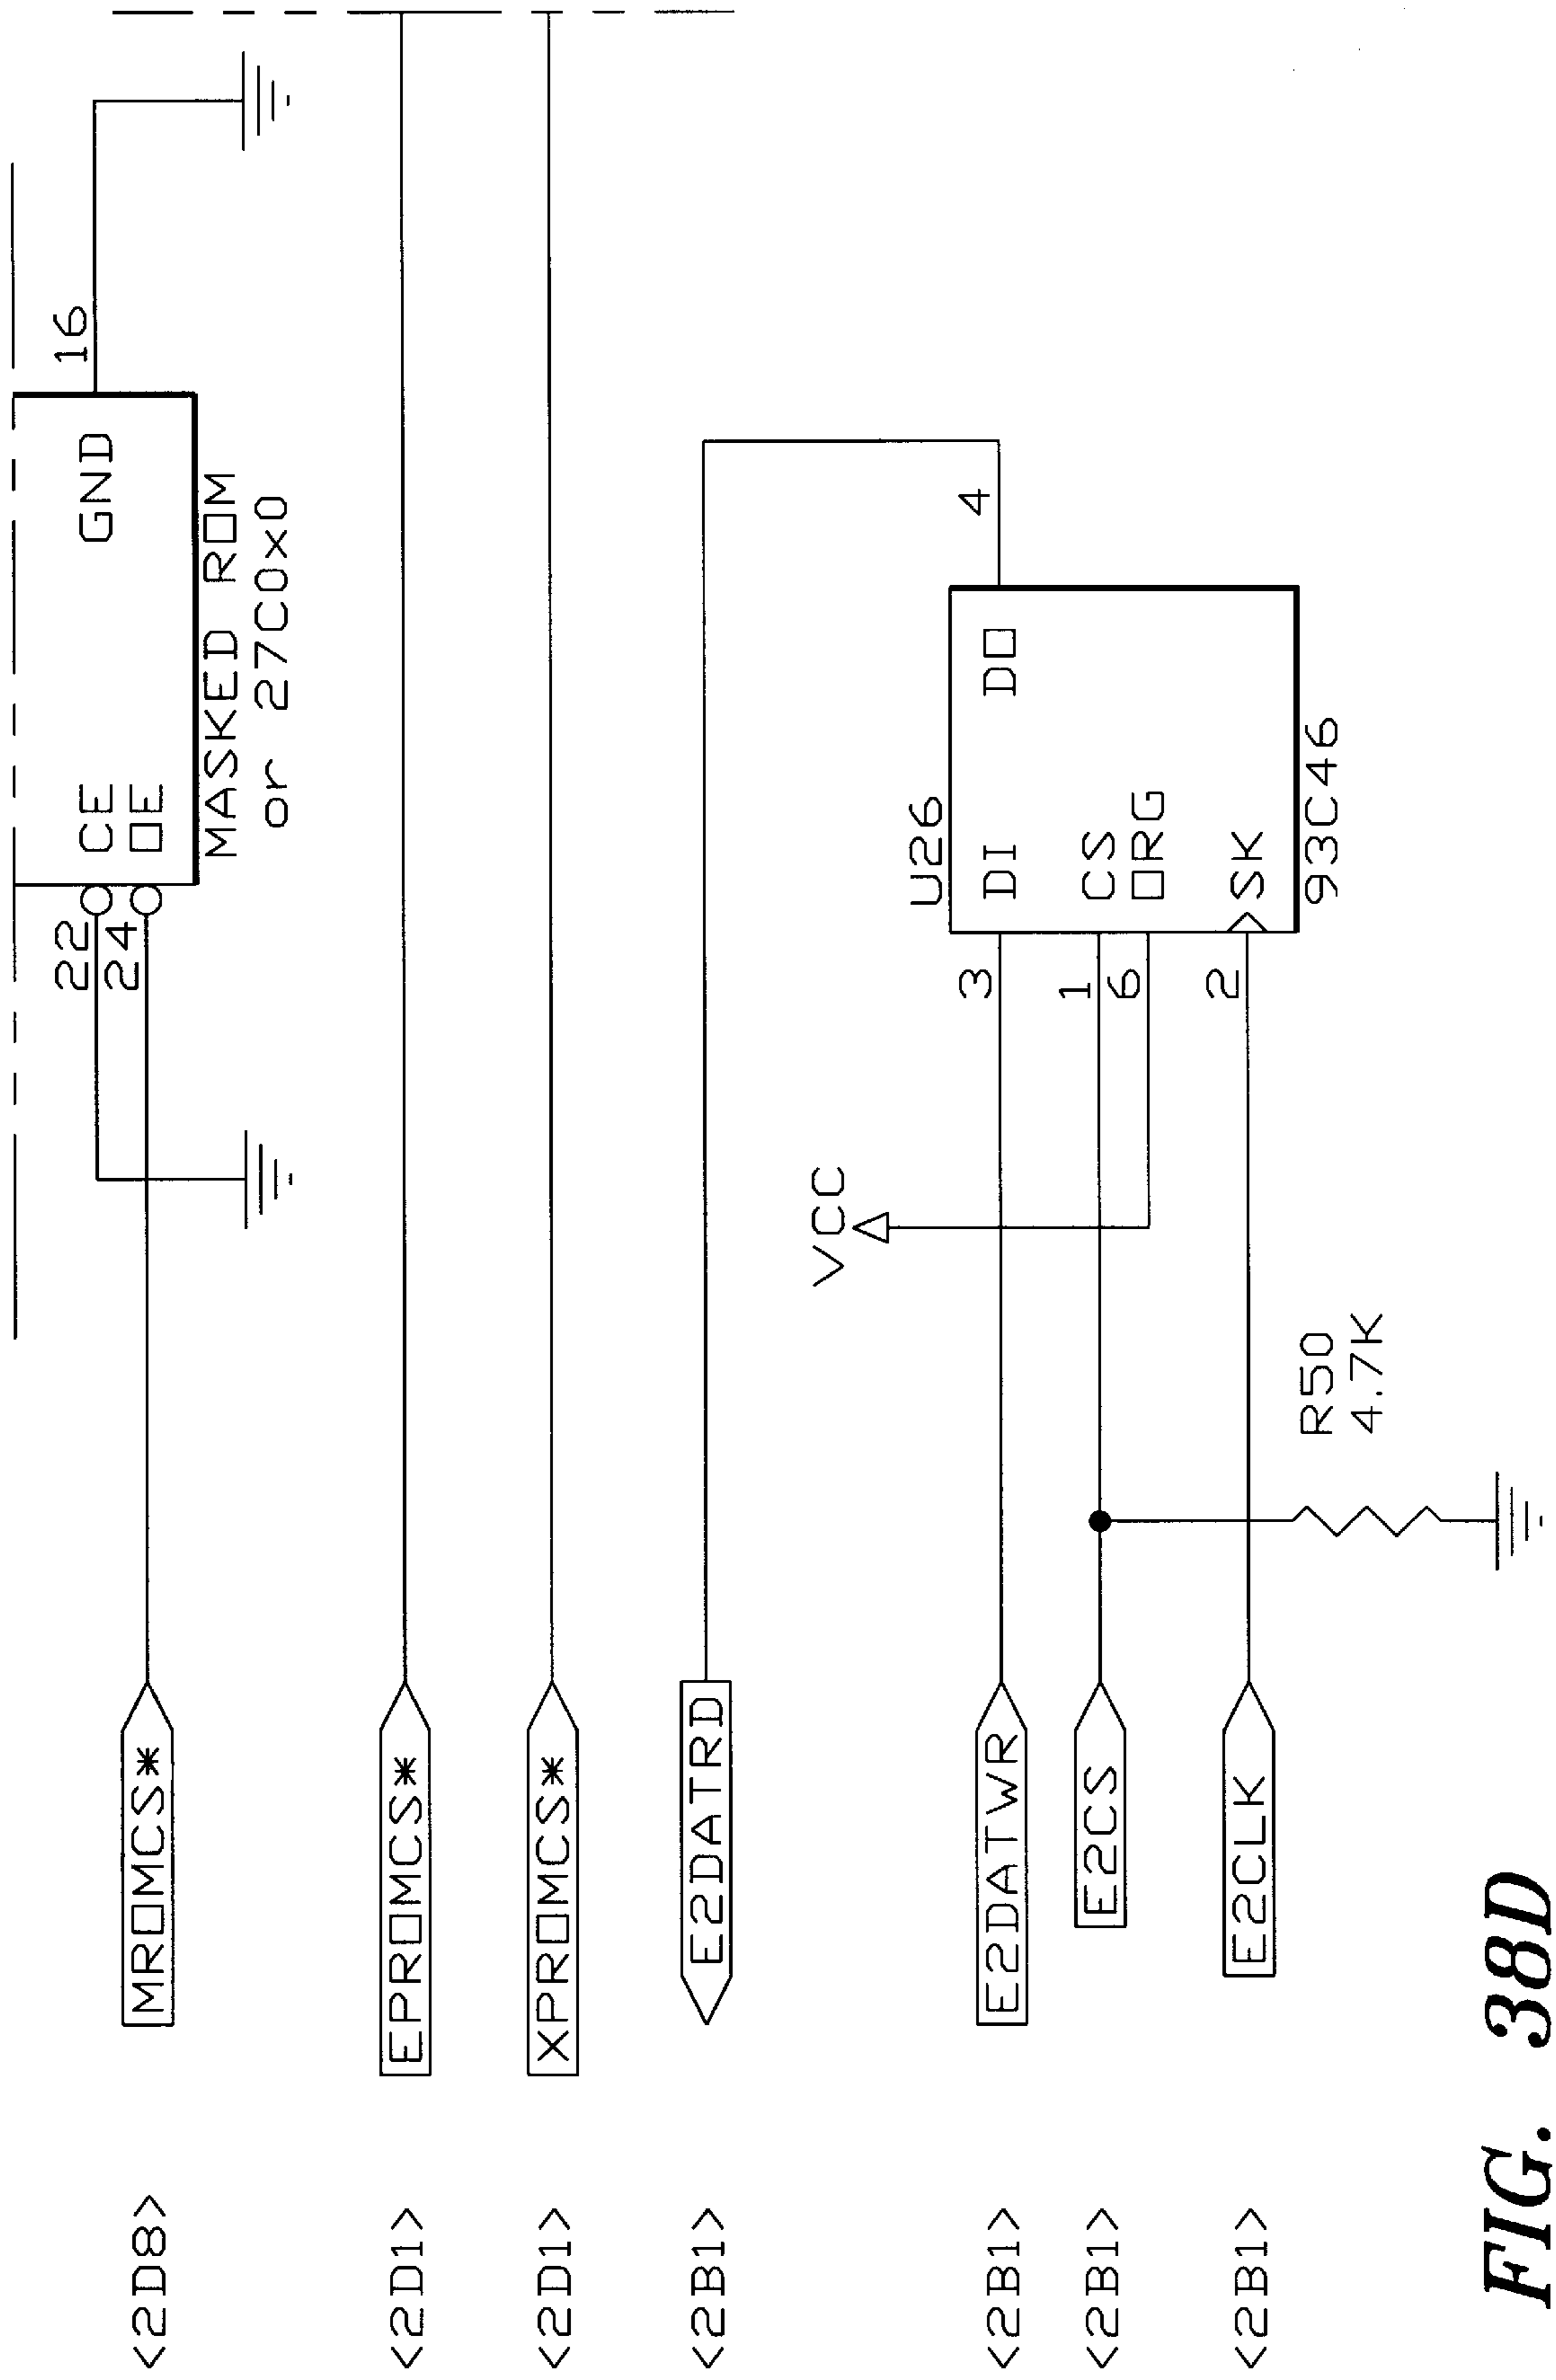 16
22
CE
GND
24
OE
MASKED ROM
or 27C0x0
<2D8>
MROMCS*
<2D1>
EPROMCS*
<2D1>
XPROMCS*
<2B1>
E2DATRD
VCC
U26
4
<2B1>
E2DATWR
3
DI
DO
<2B1>
E2CS
1
CS
6
ORG
<2B1>
E2CLK
2
SK
93C46
R50
4.7K
FIG. 38D